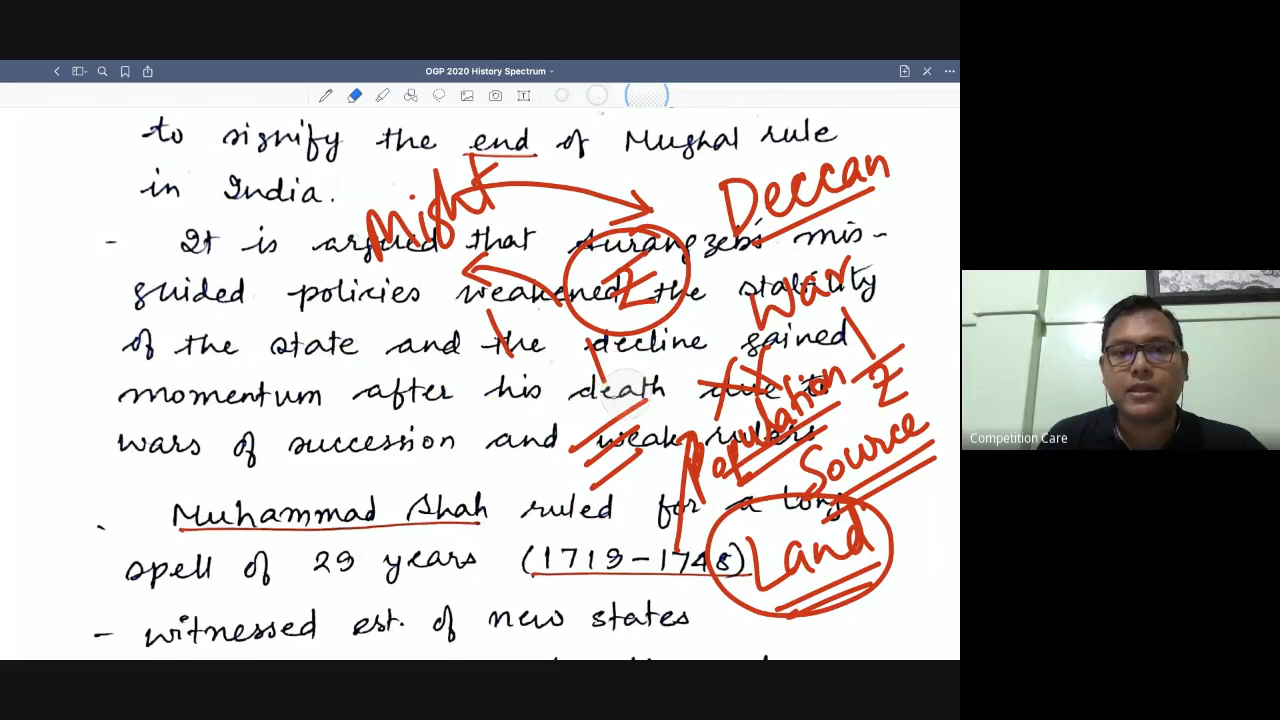 OGP 2020 History Spectrum
to signify the end of Mughal rule
in India.
- It is argued that Aurangzeb's mis-
guided policies weakened the stability
of the state and the decline gained
momentum after his death due to
wars of succession and weak rulers
Muhammad Shah ruled for a long
spell of 29 years (1719-1748)
- witnessed est. of new states
Might
Deccan
War
Population
Source
Land
Competition Care